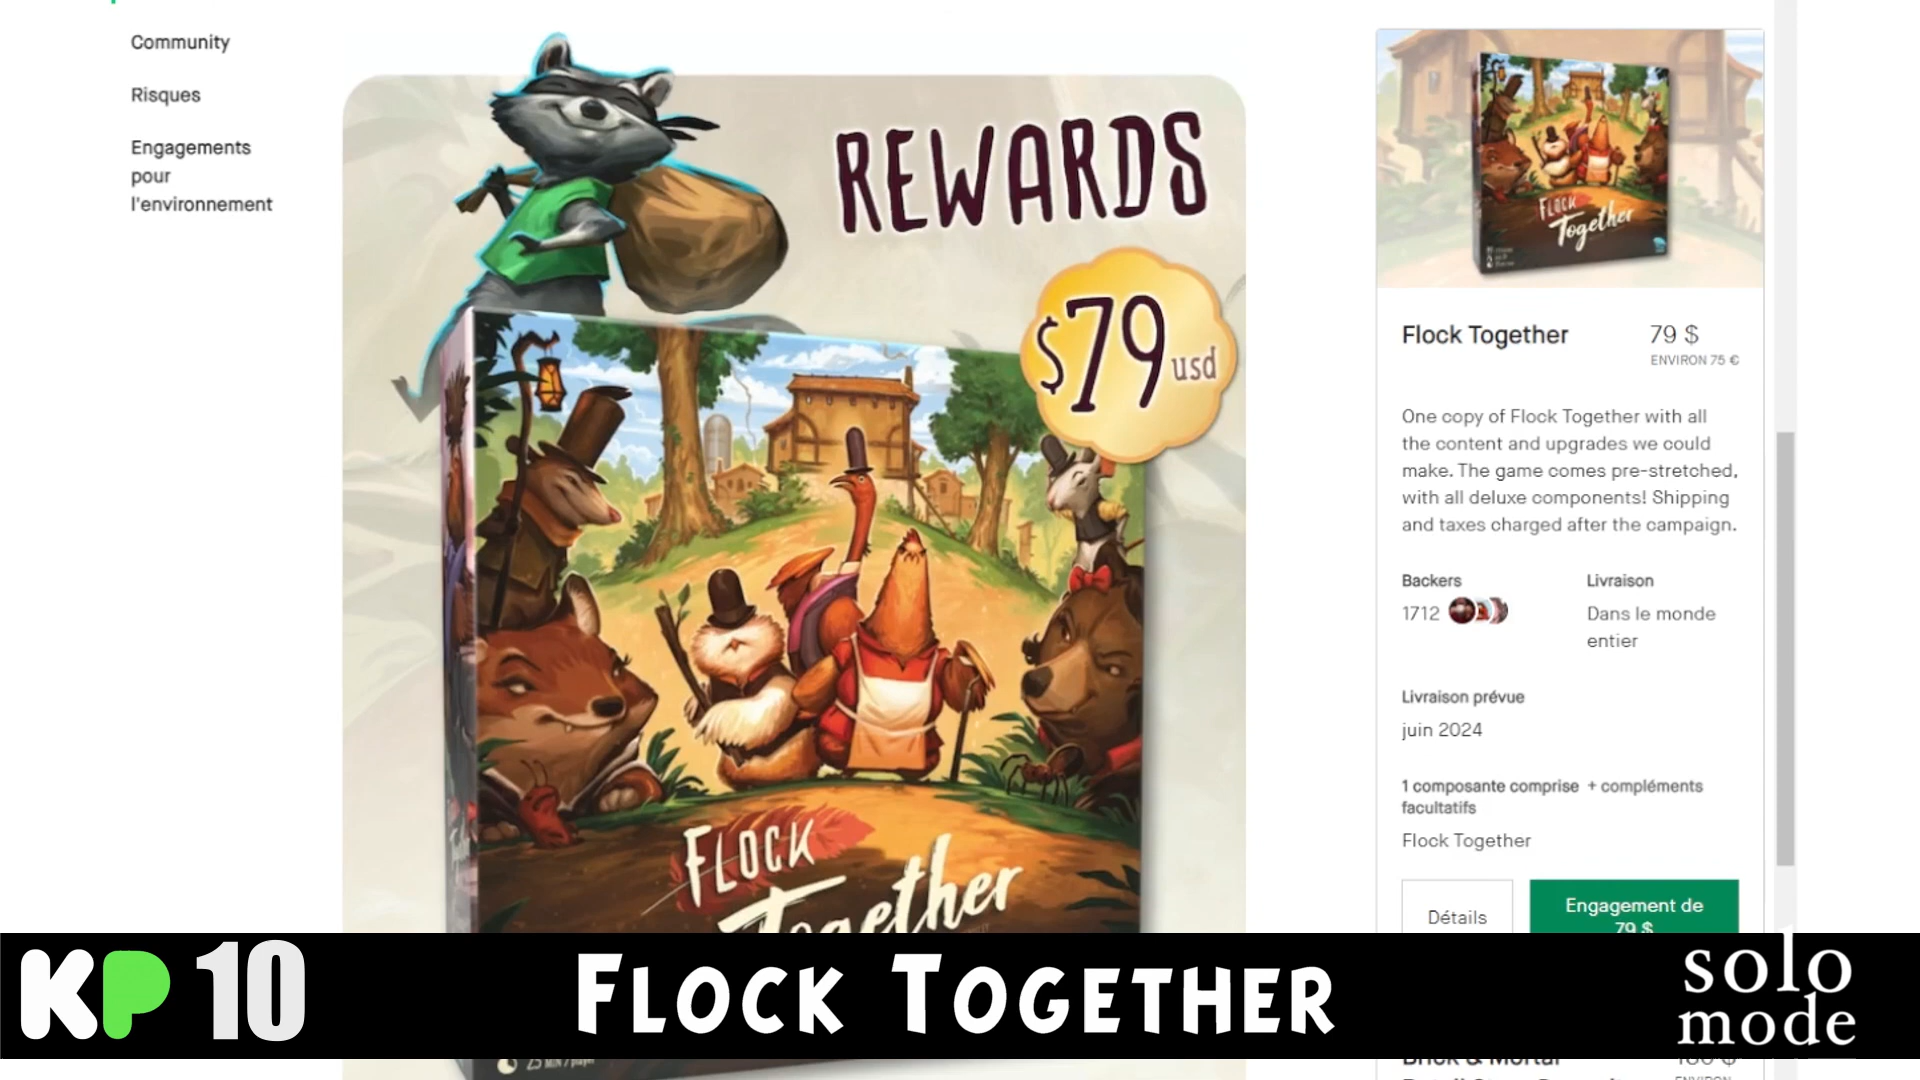 Community
Risques
Engagements
pour
l'environnement
REWARDS
$79 usd
FLOCK
Together
FLOCK
Together
Flock Together
79 $
ENVIRON 75 €
One copy of Flock Together with all
the content and upgrades we could
make. The game comes pre-stretched,
with all deluxe components! Shipping
and taxes charged after the campaign.
Backers
1712
Livraison
Dans le monde
entier
Livraison prévue
juin 2024
1 composante comprise + compléments
facultatifs
Flock Together
Détails
Engagement de
79 $
KP 10
FLOCK TOGETHER
solo
mode